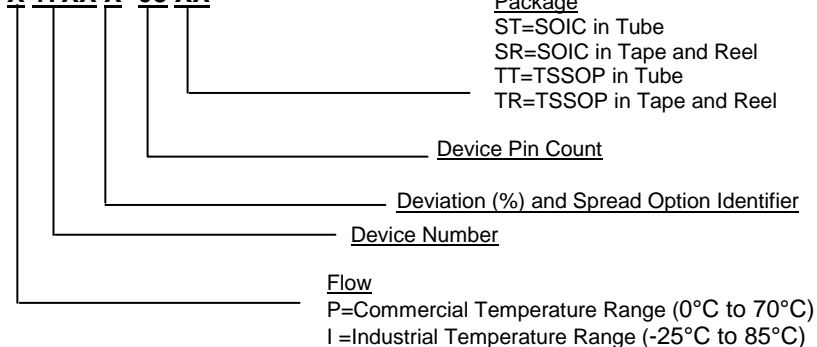 Package
ST=SOIC in Tube
SR=SOIC in Tape and Reel
TT=TSSOP in Tube
TR=TSSOP in Tape and Reel
Device Pin Count
Deviation (%) and Spread Option Identifier
Device Number
Flow
P=Commercial Temperature Range (0°C to 70°C)
I =Industrial Temperature Range (-25°C to 85°C)